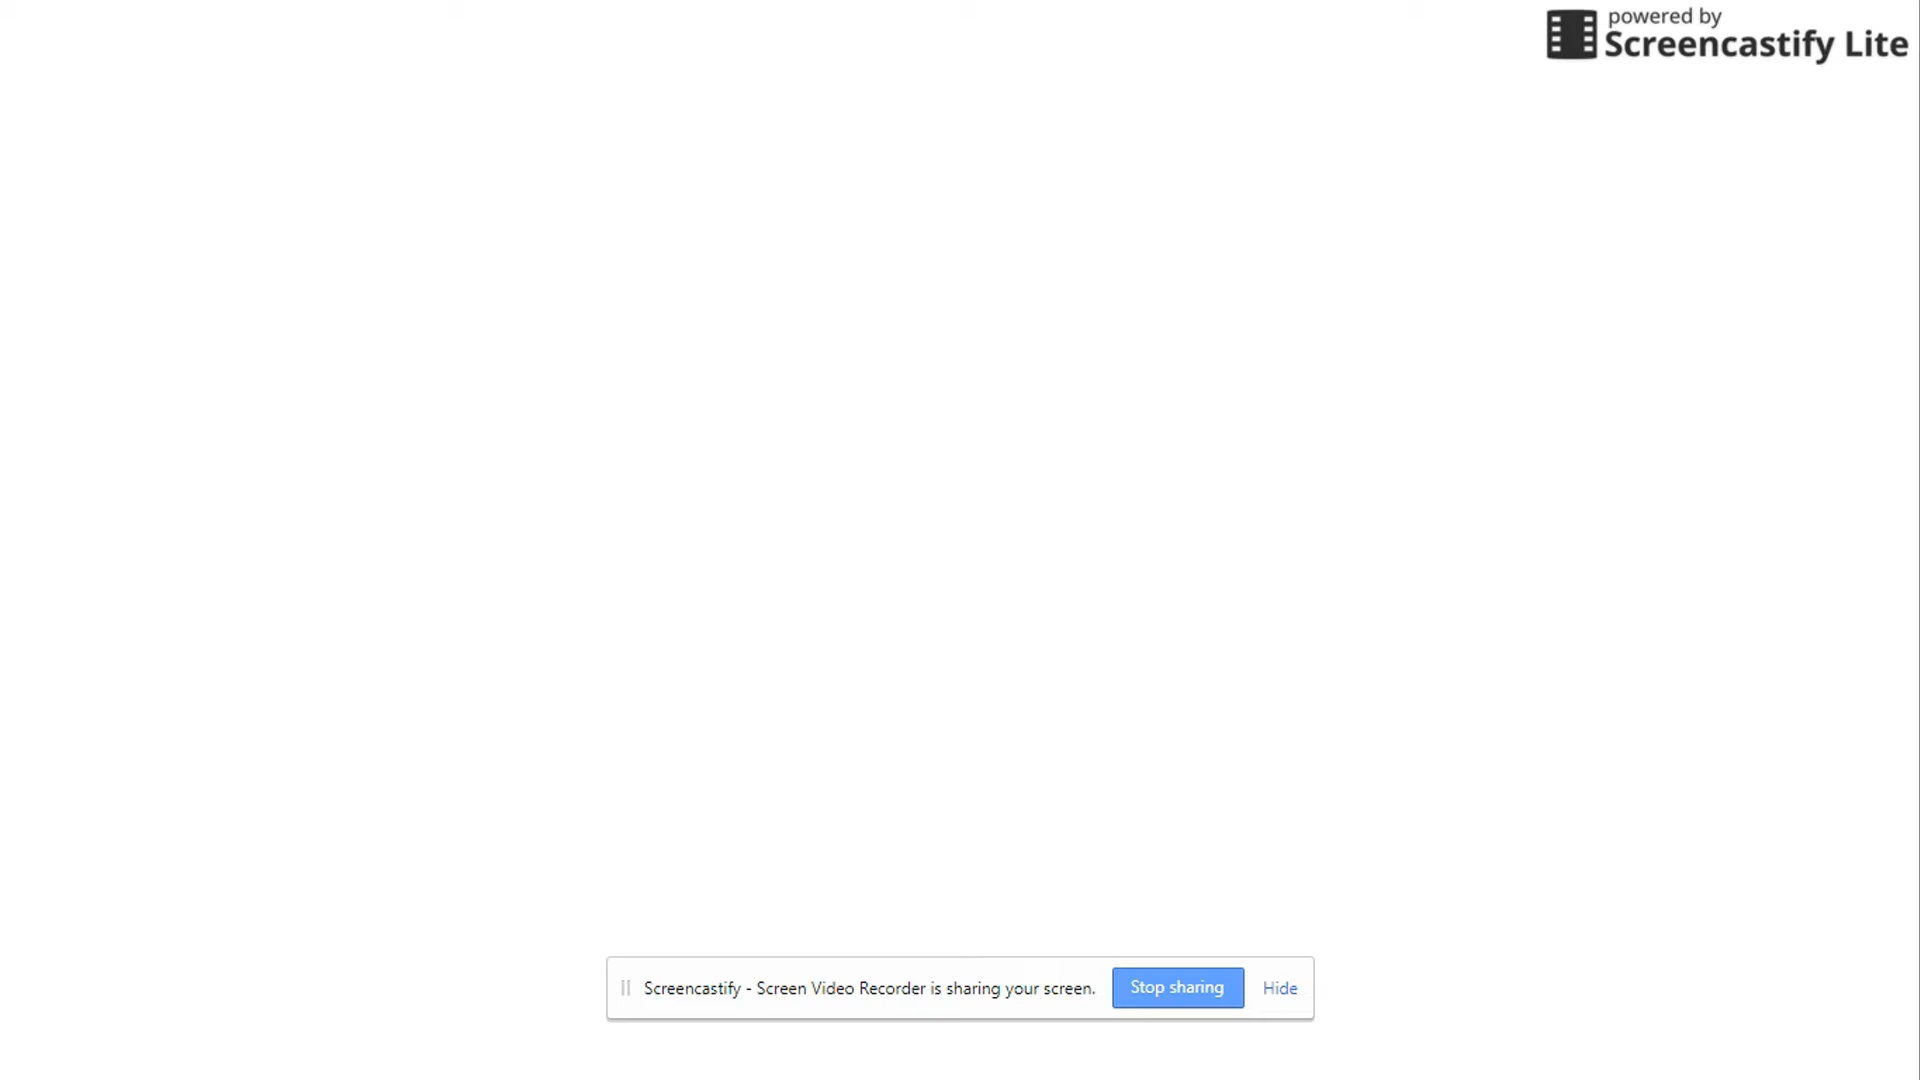 powered by
Screencastify Lite
Screencastify - Screen Video Recorder is sharing your screen. Stop sharing Hide